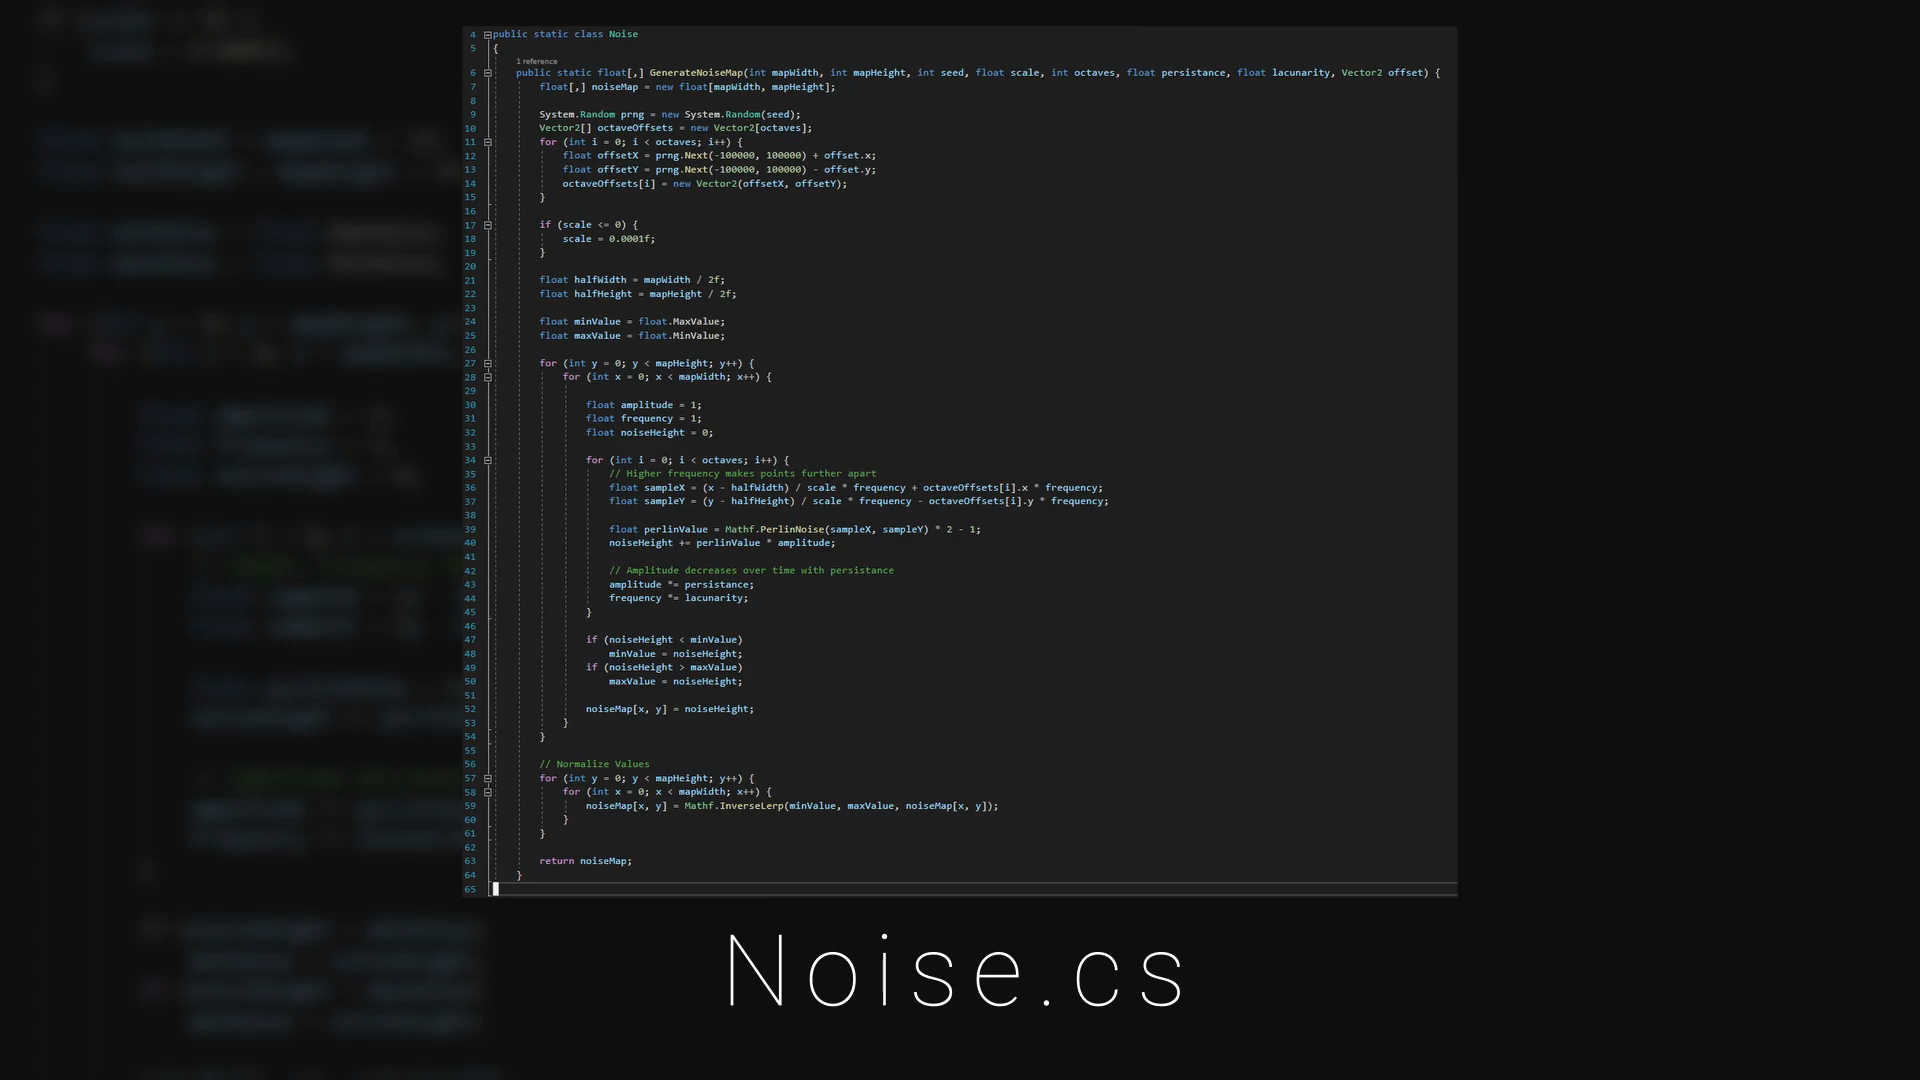 4 public static class Noise
5 {
1 reference
6 public static float[,] GenerateNoiseMap(int mapWidth, int mapHeight, int seed, float scale, int octaves, float persistance, float lacunarity, Vector2 offset) {
7 float[,] noiseMap = new float[mapWidth, mapHeight];
8
9 System.Random prng = new System.Random(seed);
10 Vector2[] octaveOffsets = new Vector2[octaves];
11 for (int i = 0; i < octaves; i++) {
12 float offsetX = prng.Next(-100000, 100000) + offset.x;
13 float offsetY = prng.Next(-100000, 100000) - offset.y;
14 octaveOffsets[i] = new Vector2(offsetX, offsetY);
15 }
16
17 if (scale <= 0) {
18 scale = 0.0001f;
19 }
20
21 float halfWidth = mapWidth / 2f;
22 float halfHeight = mapHeight / 2f;
23
24 float minValue = float.MaxValue;
25 float maxValue = float.MinValue;
26
27 for (int y = 0; y < mapHeight; y++) {
28 for (int x = 0; x < mapWidth; x++) {
29
30 float amplitude = 1;
31 float frequency = 1;
32 float noiseHeight = 0;
33
34 for (int i = 0; i < octaves; i++) {
35 // Higher frequency makes points further apart
36 float sampleX = (x - halfWidth) / scale * frequency + octaveOffsets[i].x * frequency;
37 float sampleY = (y - halfHeight) / scale * frequency - octaveOffsets[i].y * frequency;
38
39 float perlinValue = Mathf.PerlinNoise(sampleX, sampleY) * 2 - 1;
40 noiseHeight += perlinValue * amplitude;
41
42 // Amplitude decreases over time with persistance
43 amplitude *= persistance;
44 frequency *= lacunarity;
45 }
46
47 if (noiseHeight < minValue)
48 minValue = noiseHeight;
49 if (noiseHeight > maxValue)
50 maxValue = noiseHeight;
51
52 noiseMap[x, y] = noiseHeight;
53 }
54 }
55
56 // Normalize Values
57 for (int y = 0; y < mapHeight; y++) {
58 for (int x = 0; x < mapWidth; x++) {
59 noiseMap[x, y] = Mathf.InverseLerp(minValue, maxValue, noiseMap[x, y]);
60 }
61 }
62
63 return noiseMap;
64 }
65
Noise.cs